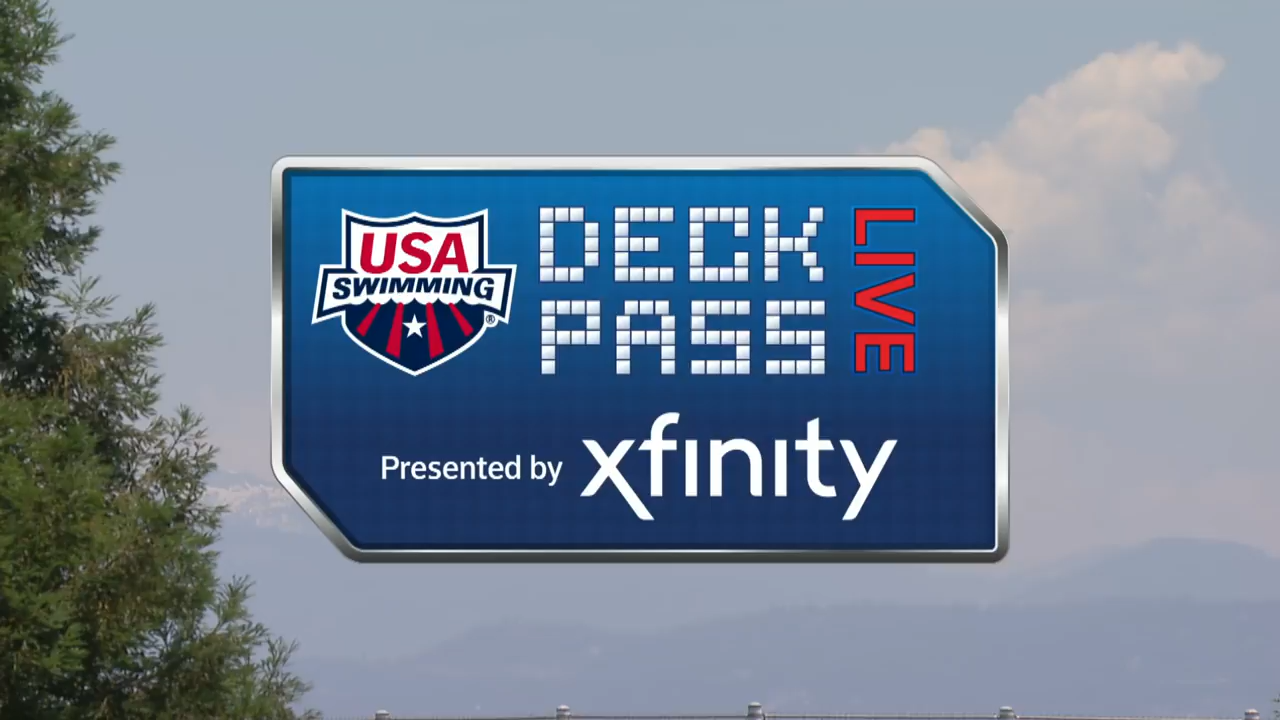 USA
SWIMMING®
DECK
PASS
LIVE
Presented by xfinity